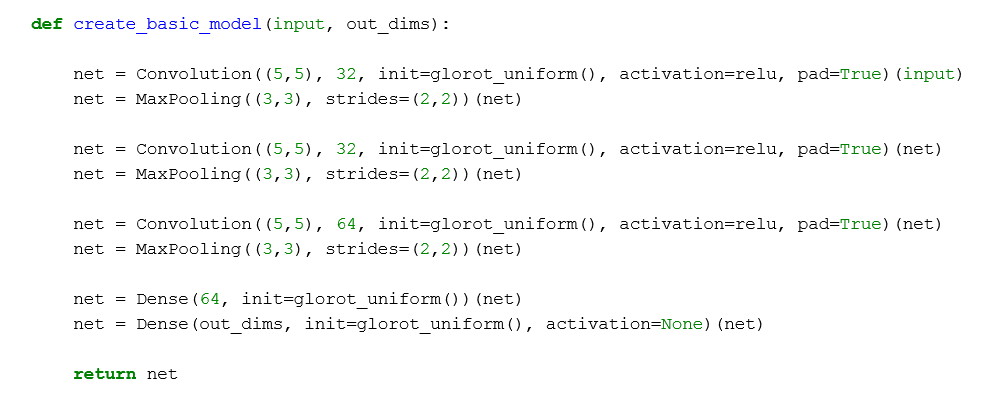 def create_basic_model(input, out_dims):
net = Convolution((5,5), 32, init=glorot_uniform(), activation=relu, pad=True)(input)
net = MaxPooling((3,3), strides=(2,2))(net)
net = Convolution((5,5), 32, init=glorot_uniform(), activation=relu, pad=True)(net)
net = MaxPooling((3,3), strides=(2,2))(net)
net = Convolution((5,5), 64, init=glorot_uniform(), activation=relu, pad=True)(net)
net = MaxPooling((3,3), strides=(2,2))(net)
net = Dense(64, init=glorot_uniform())(net)
net = Dense(out_dims, init=glorot_uniform(), activation=None)(net)
return net